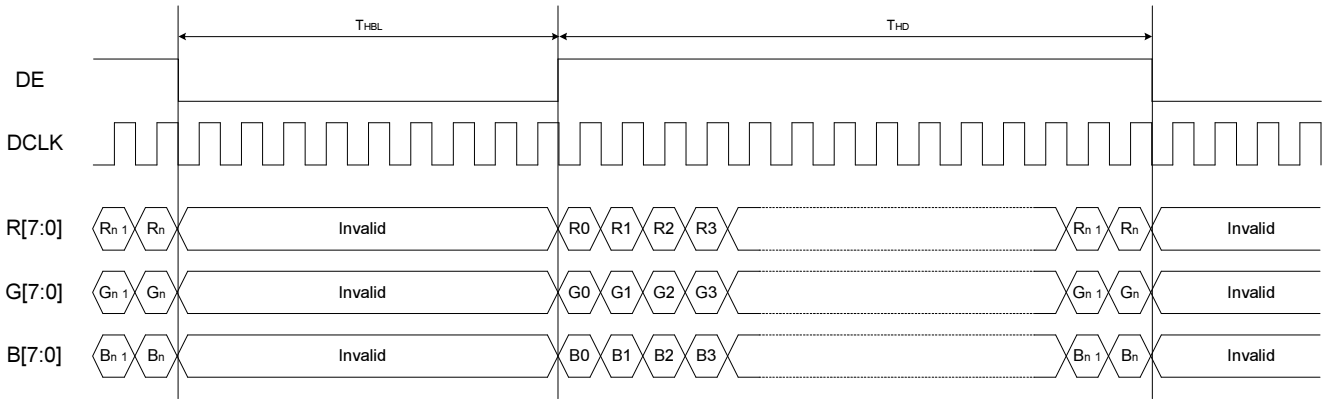 THBL THD
DE
DCLK
R[7:0] Rn 1 Rn Invalid R0 R1 R2 R3 Rn 1 Rn Invalid
G[7:0] Gn 1 Gn Invalid G0 G1 G2 G3 Gn 1 Gn Invalid
B[7:0] Bn 1 Bn Invalid B0 B1 B2 B3 Bn 1 Bn Invalid